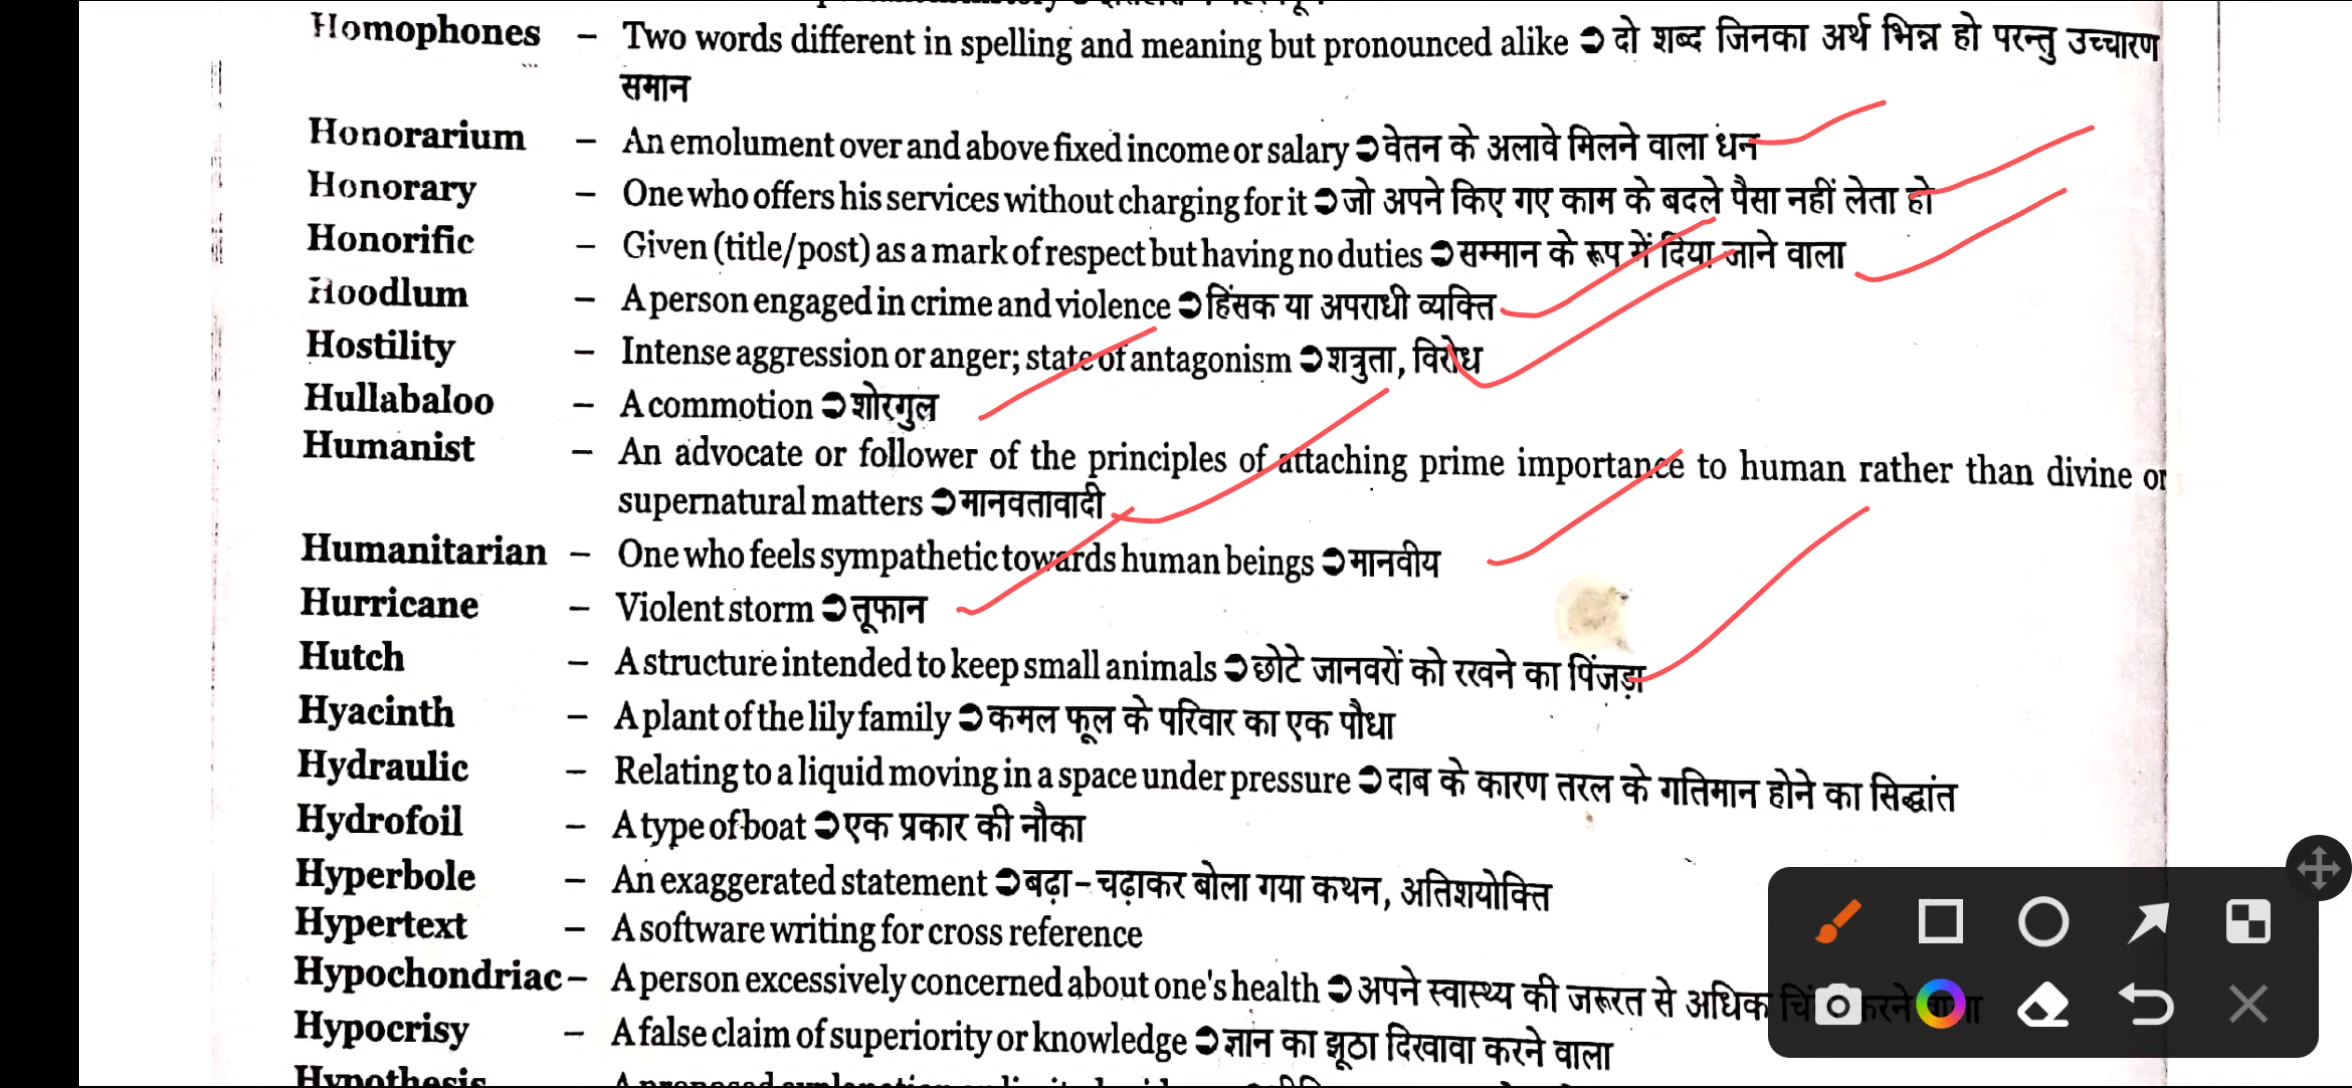 Homophones – Two words different in spelling and meaning but pronounced alike ➲ दो शब्द जिनका अर्थ भिन्न हो परन्तु उच्चारण
समान
Honorarium – An emolument over and above fixed income or salary ➲ वेतन के अलावे मिलने वाला धन
Honorary – One who offers his services without charging for it ➲ जो अपने किए गए काम के बदले पैसा नहीं लेता हो
Honorific – Given (title/post) as a mark of respect but having no duties ➲ सम्मान के रूप में दिया जाने वाला
Hoodlum – A person engaged in crime and violence ➲ हिंसक या अपराधी व्यक्ति
Hostility – Intense aggression or anger; state of antagonism ➲ शत्रुता, विरोध
Hullabaloo – A commotion ➲ शोरगुल
Humanist – An advocate or follower of the principles of attaching prime importance to human rather than divine or
supernatural matters ➲ मानवतावादी
Humanitarian – One who feels sympathetic towards human beings ➲ मानवीय
Hurricane – Violent storm ➲ तूफान
Hutch – A structure intended to keep small animals ➲ छोटे जानवरों को रखने का पिंजड़ा
Hyacinth – A plant of the lily family ➲ कमल फूल के परिवार का एक पौधा
Hydraulic – Relating to a liquid moving in a space under pressure ➲ दाब के कारण तरल के गतिमान होने का सिद्धांत
Hydrofoil – A type of boat ➲ एक प्रकार की नौका
Hyperbole – An exaggerated statement ➲ बढ़ा-चढ़ाकर बोला गया कथन, अतिशयोक्ति
Hypertext – A software writing for cross reference
Hypochondriac – A person excessively concerned about one's health ➲ अपने स्वास्थ्य की जरूरत से अधिक करने वाला
Hypocrisy – A false claim of superiority or knowledge ➲ ज्ञान का झूठा दिखावा करने वाला
Hypothesis